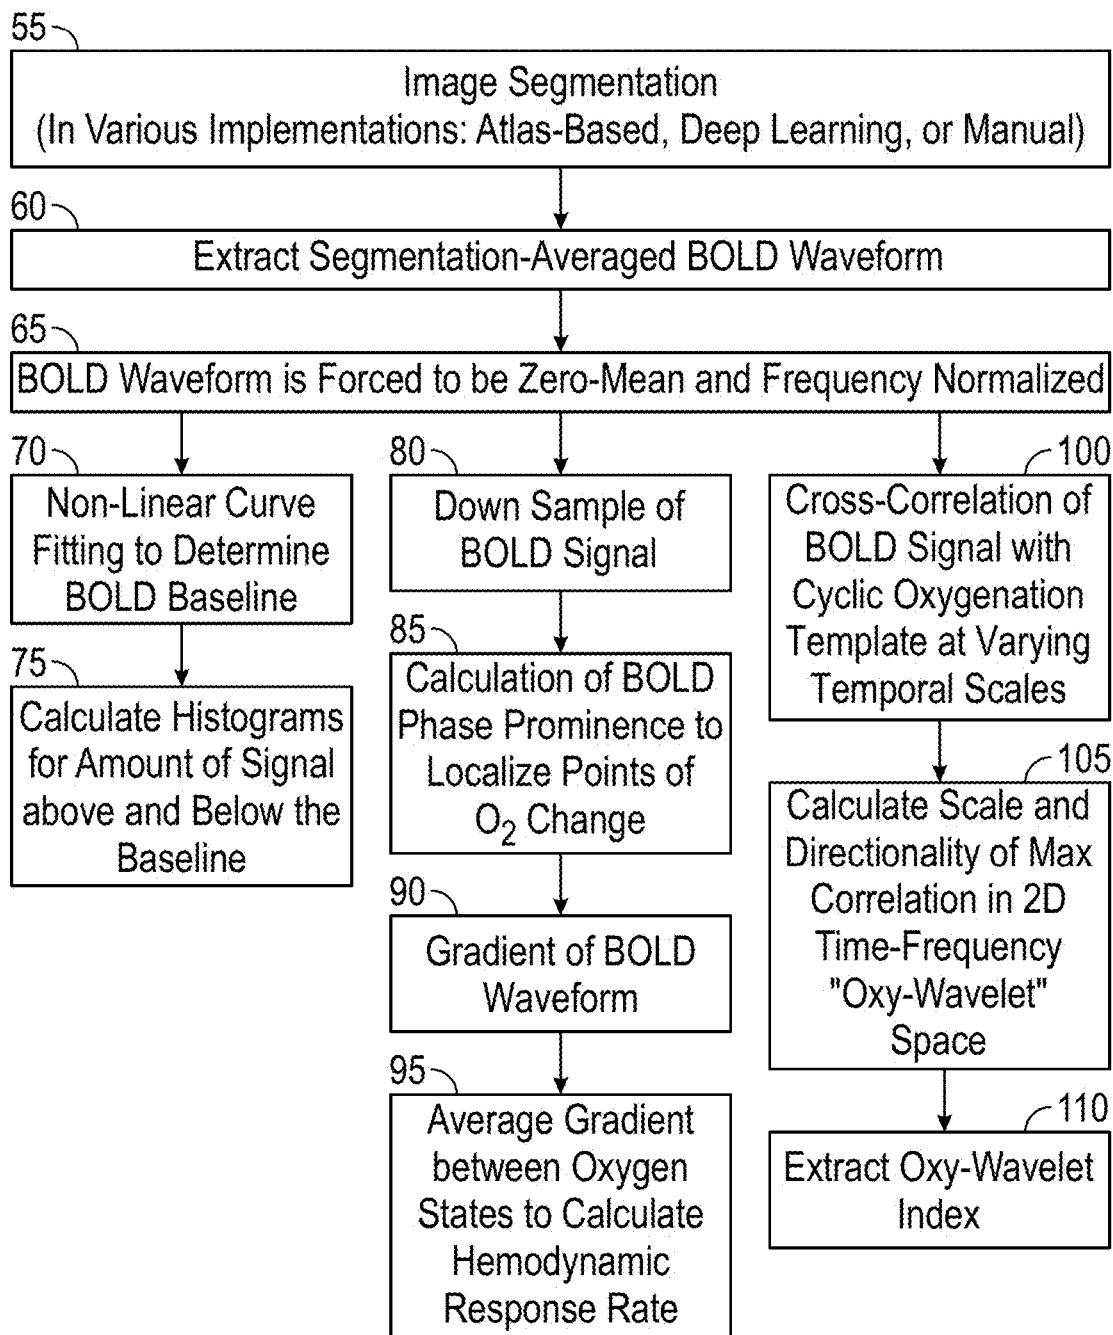 55
Image Segmentation
(In Various Implementations: Atlas-Based, Deep Learning, or Manual)
60
Extract Segmentation-Averaged BOLD Waveform
65
BOLD Waveform is Forced to be Zero-Mean and Frequency Normalized
70
Non-Linear Curve
Fitting to Determine
BOLD Baseline
75
Calculate Histograms
for Amount of Signal
above and Below the
Baseline
80
Down Sample of
BOLD Signal
85
Calculation of BOLD
Phase Prominence to
Localize Points of
O₂ Change
90
Gradient of BOLD
Waveform
95
Average Gradient
between Oxygen
States to Calculate
Hemodynamic
Response Rate
100
Cross-Correlation of
BOLD Signal with
Cyclic Oxygenation
Template at Varying
Temporal Scales
105
Calculate Scale and
Directionality of Max
Correlation in 2D
Time-Frequency
"Oxy-Wavelet"
Space
110
Extract Oxy-Wavelet
Index